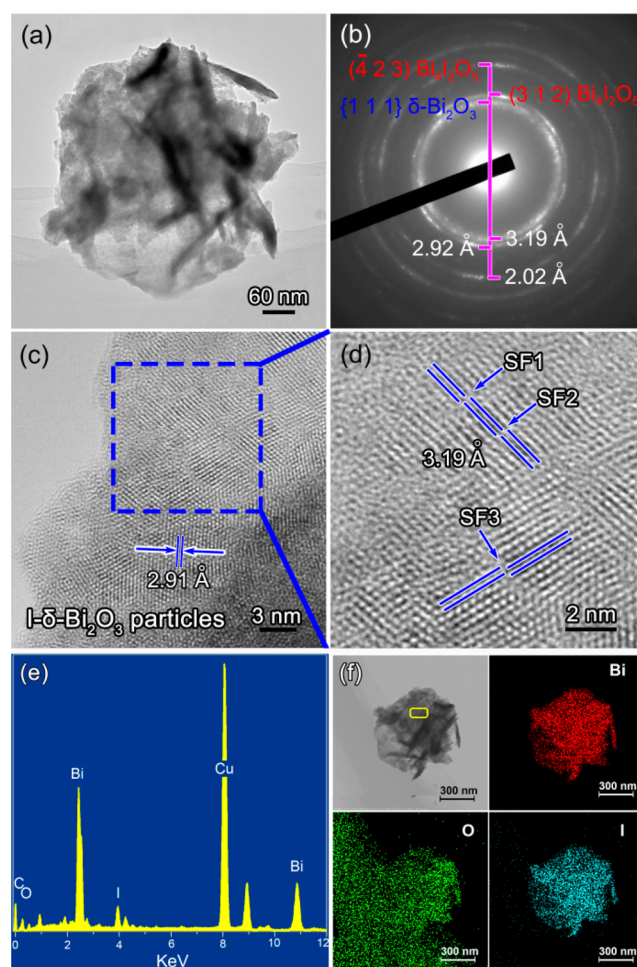 (a)
60 nm
(b)
(4̄ 2 3) Bi₄I₂O₅
(3 1 2) Bi₄I₂O₅
{1 1 1} δ-Bi₂O₃
3.19 Å
2.92 Å
2.02 Å
(c)
2.91 Å
I-δ-Bi₂O₃ particles
3 nm
(d)
SF1
SF2
3.19 Å
SF3
2 nm
(e)
Cu
Bi
Bi
C
O
I
0 2 4 6 8 10 12
KeV
(f)
300 nm
Bi
300 nm
O
300 nm
I
300 nm